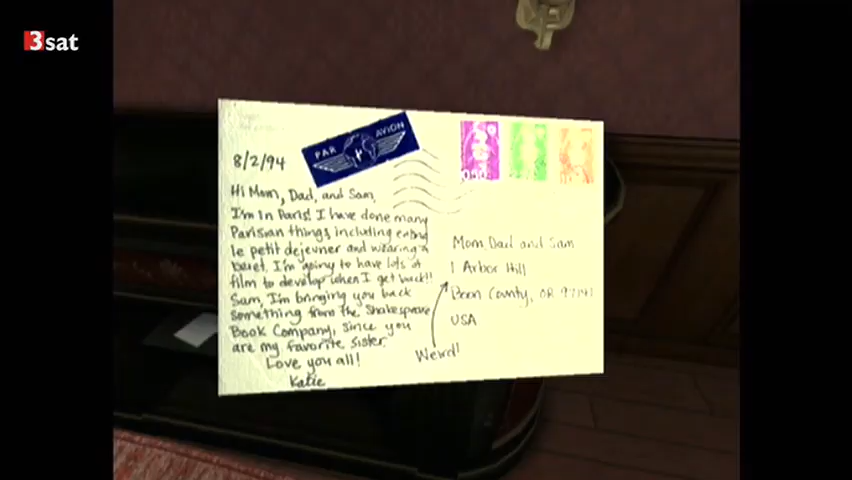 3sat
PAR AVION
0,50
8/2/94
Hi Mom, Dad, and Sam,
I'm in Paris! I have done many
Parisian things, including eating
le petit dejeuner and wearing a
beret. I'm going to have lots of
film to develop when I get back!!
Sam, I'm bringing you back
something from the Shakespeare
Book Company, since you
are my favorite sister.
Love you all!
Katie
Mom, Dad and Sam
1 Arbor Hill
Boon County, OR
USA
Weird!